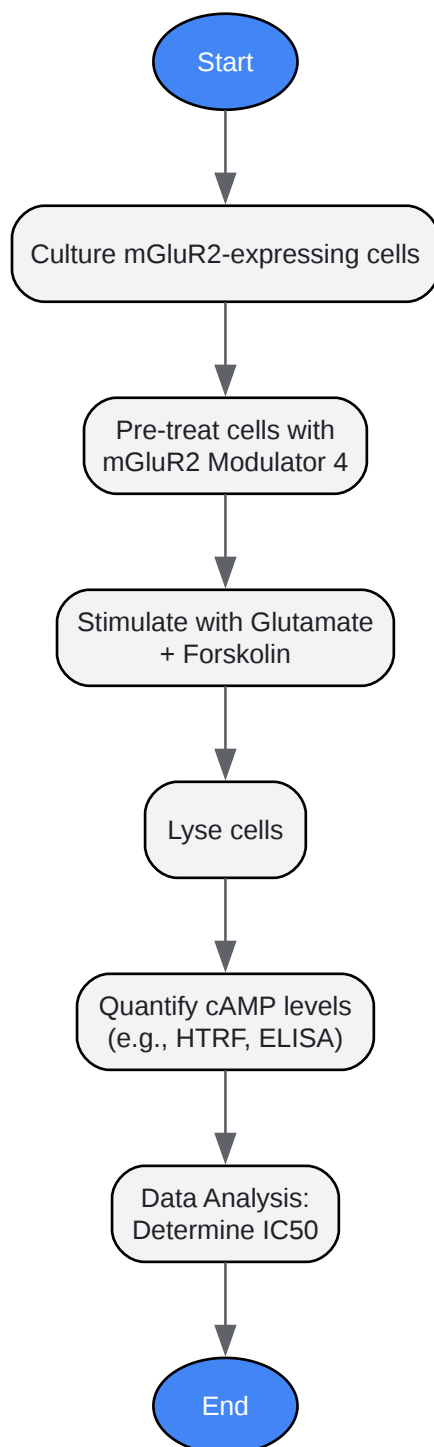 Start
Culture mGluR2-expressing cells
Pre-treat cells with
mGluR2 Modulator 4
Stimulate with Glutamate
+ Forskolin
Lyse cells
Quantify cAMP levels
(e.g., HTRF, ELISA)
Data Analysis:
Determine IC50
End